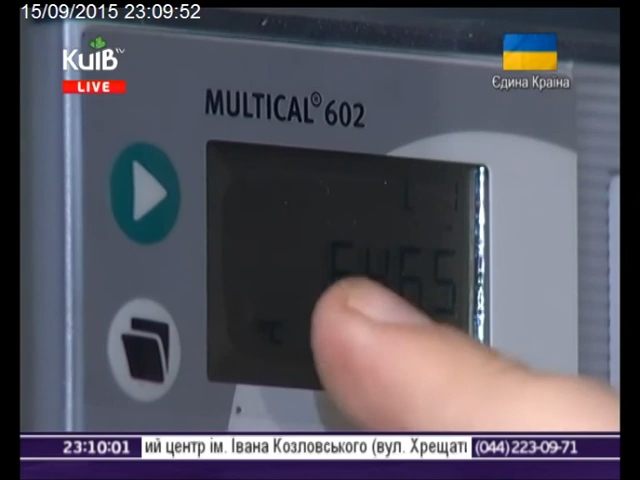 15/09/2015 23:09:52
КиїВ tv
LIVE
Єдина Країна
MULTICAL® 602
°C
23:10:01 ий центр ім. Івана Козловського (вул. Хрещаті (044) 223-09-71